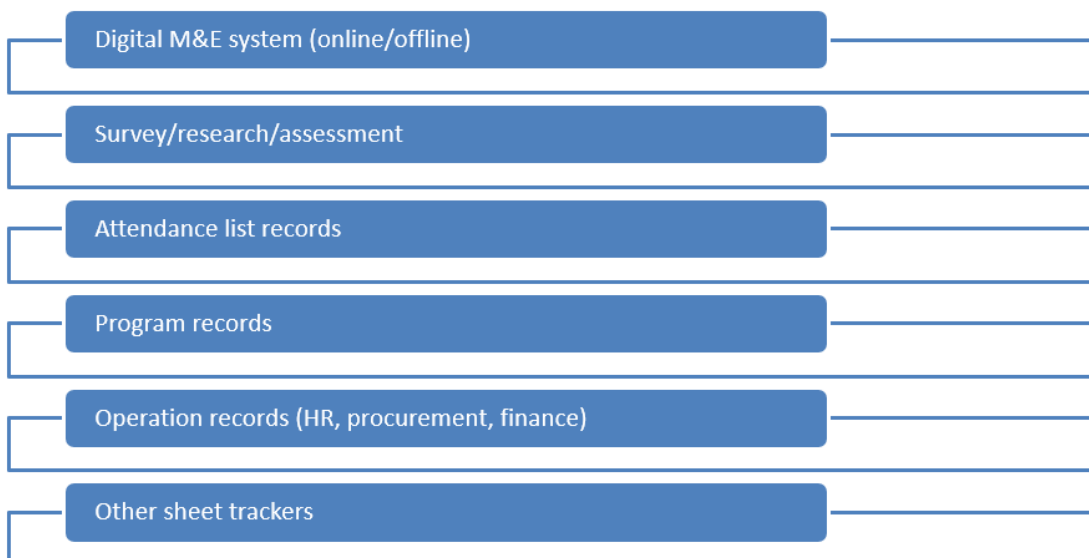 Digital M&E system (online/offline)
Survey/research/assessment
Attendance list records
Program records
Operation records (HR, procurement, finance)
Other sheet trackers